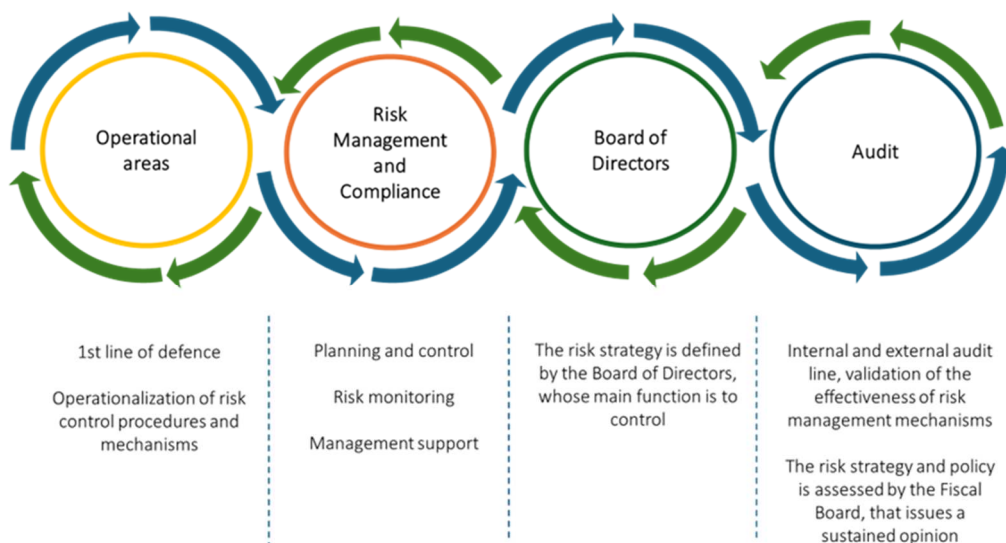 Operational
areas
Risk
Management
and
Compliance
Board of
Directors
Audit
1st line of defence
Operationalization of risk
control procedures and
mechanisms
Planning and control
Risk monitoring
Management support
The risk strategy is defined
by the Board of Directors,
whose main function is to
control
Internal and external audit
line, validation of the
effectiveness of risk
management mechanisms
The risk strategy and policy
is assessed by the Fiscal
Board, that issues a
sustained opinion